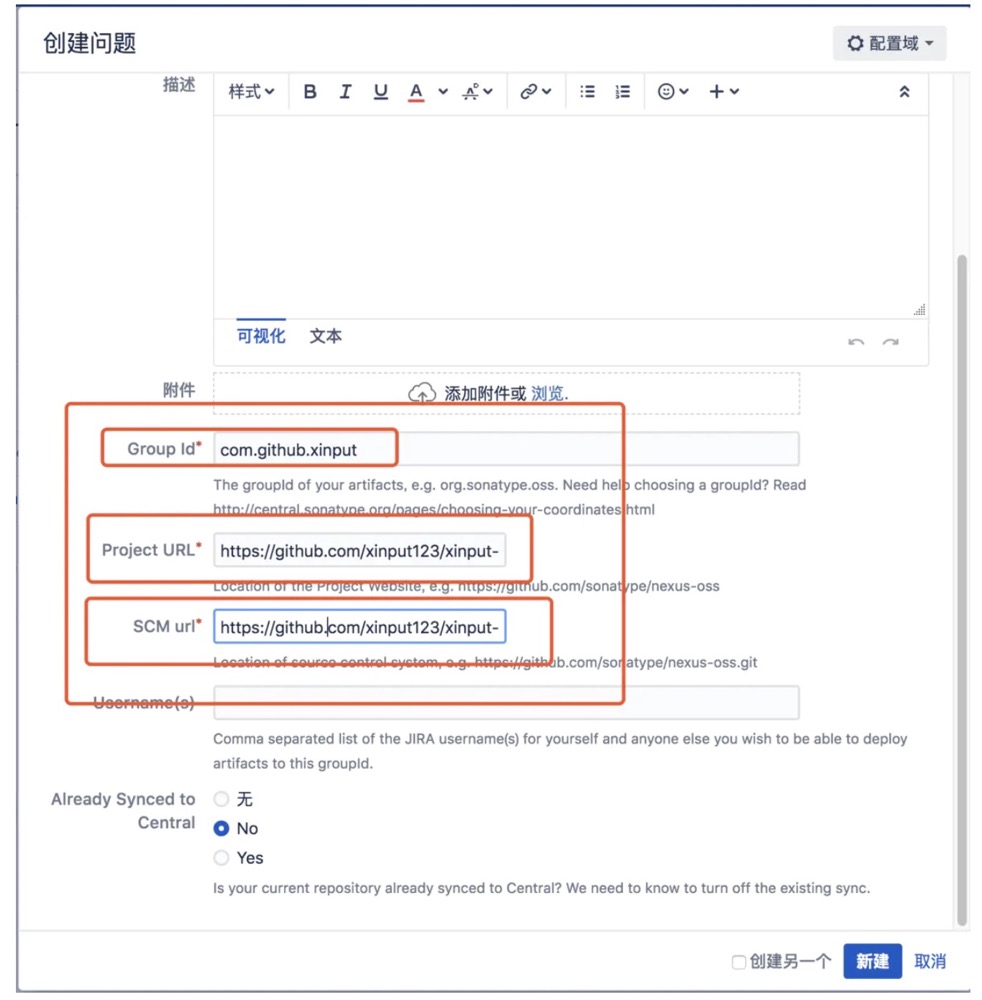 创建问题
配置域
描述
样式 B I U A
可视化 文本
附件
添加附件或 浏览.
Group Id* com.github.xinput
The groupId of your artifacts, e.g. org.sonatype.oss. Need help choosing a groupId? Read
http://central.sonatype.org/pages/choosing-your-coordinates.html
Project URL* https://github.com/xinput123/xinput-
Location of the Project Website, e.g. https://github.com/sonatype/nexus-oss
SCM url* https://github.com/xinput123/xinput-
Location of source control system, e.g. https://github.com/sonatype/nexus-oss.git
Username(s)
Comma separated list of the JIRA username(s) for yourself and anyone else you wish to be able to deploy
artifacts to this groupId.
Already Synced to
Central
无
No
Yes
Is your current repository already synced to Central? We need to know to turn off the existing sync.
创建另一个 新建 取消